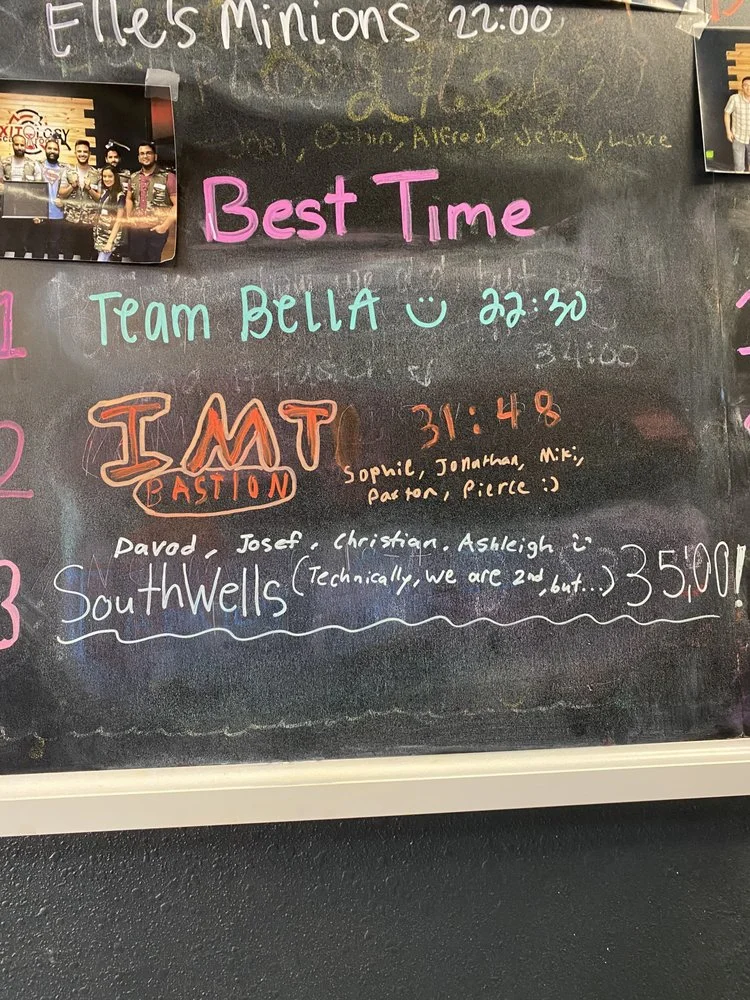 Elle's Minions 22:00
Joel, Oshin, Alfred, Jelay, Lance
Best Time
1 Team BellA :) 22:30
34:00
2 IMT 31:48
BASTION
Sophie, Jonathan, Miki,
Paxton, Pierce :)
Davod, Josef, Christian, Ashleigh :)
3 SouthWells (Technically, we are 2nd, but...) 35:00!